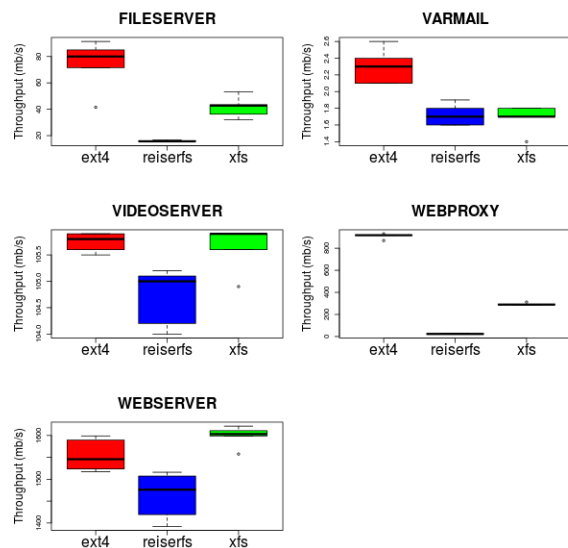 FILESERVER
Throughput (mb/s)
80
60
40
20
ext4 reiserfs xfs
VARMAIL
Throughput (mb/s)
2.6
2.4
2.2
2.0
1.8
1.6
1.4
ext4 reiserfs xfs
VIDEOSERVER
Throughput (mb/s)
105.5
105.0
104.5
104.0
ext4 reiserfs xfs
WEBPROXY
Throughput (mb/s)
800
600
400
200
0
ext4 reiserfs xfs
WEBSERVER
Throughput (mb/s)
1600
1500
1400
ext4 reiserfs xfs